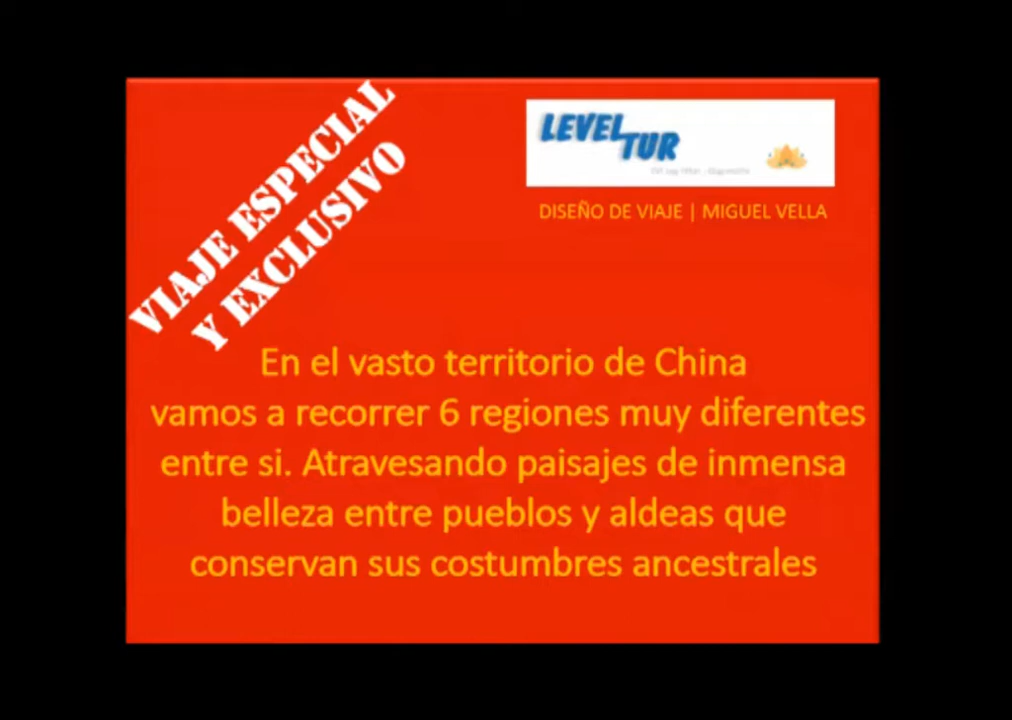 VIAJE ESPECIAL
Y EXCLUSIVO
LEVEL
TUR
DISEÑO DE VIAJE | MIGUEL VELLA
En el vasto territorio de China
vamos a recorrer 6 regiones muy diferentes
entre si. Atravesando paisajes de inmensa
belleza entre pueblos y aldeas que
conservan sus costumbres ancestrales